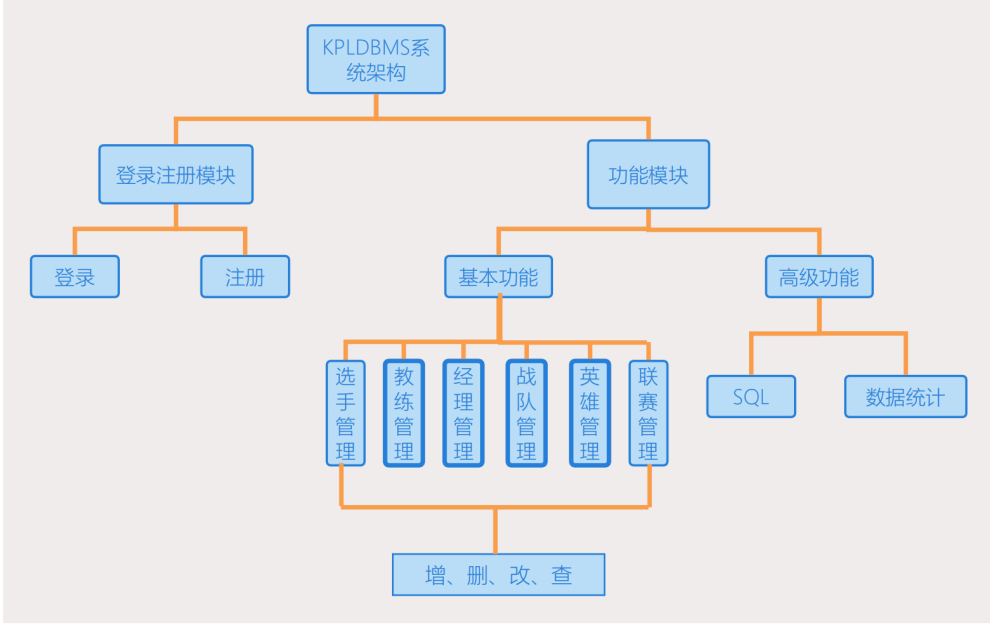 KPLDBMS系
统架构
登录注册模块
功能模块
登录
注册
基本功能
高级功能
选手管理
教练管理
经理管理
战队管理
英雄管理
联赛管理
SQL
数据统计
增、删、改、查